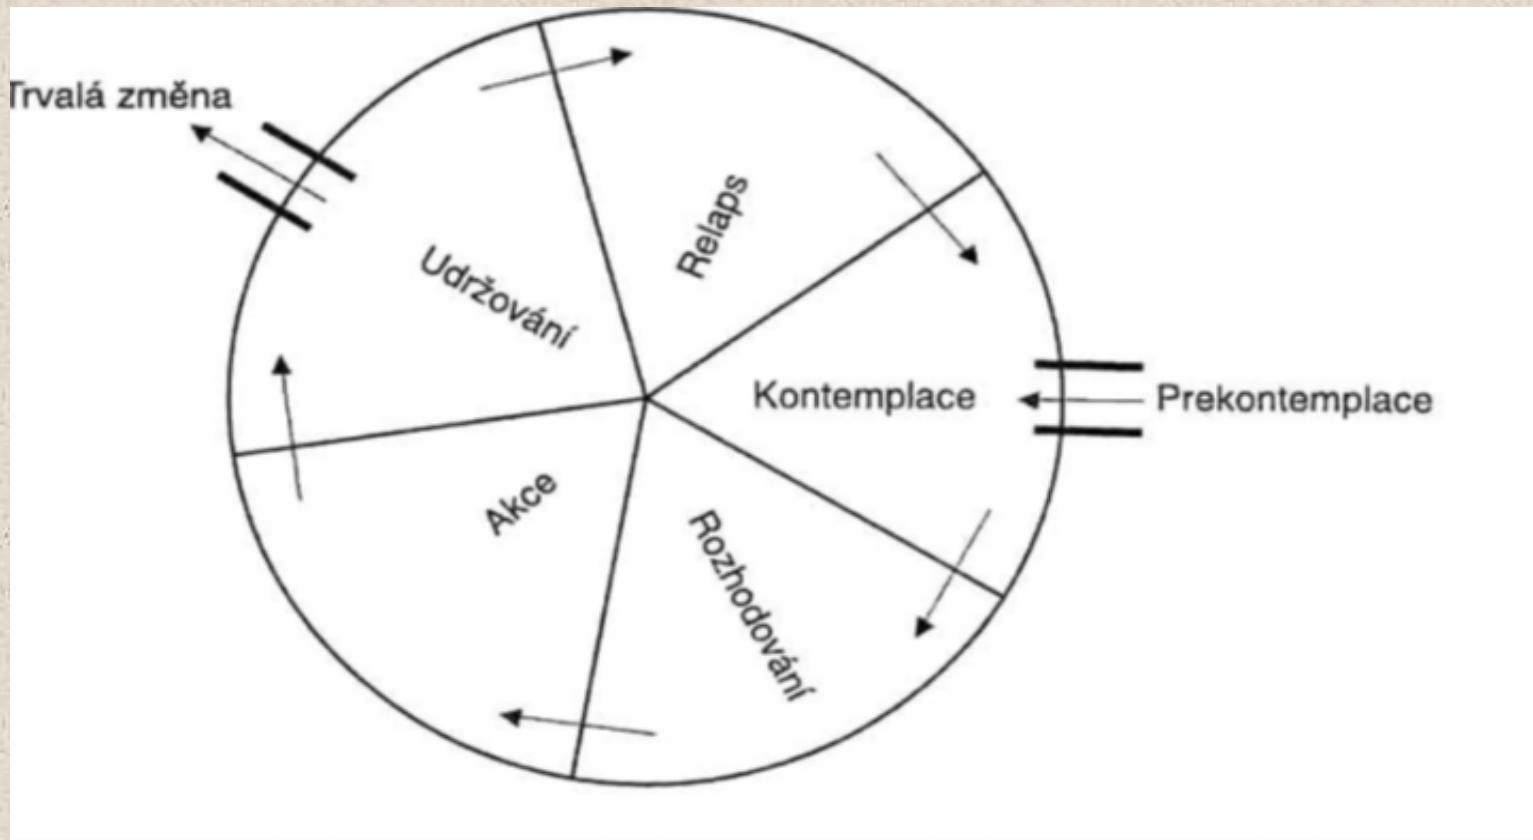 Trvalá změna
Relaps
Udržování
Kontemplace
Prekontemplace
Akce
Rozhodování